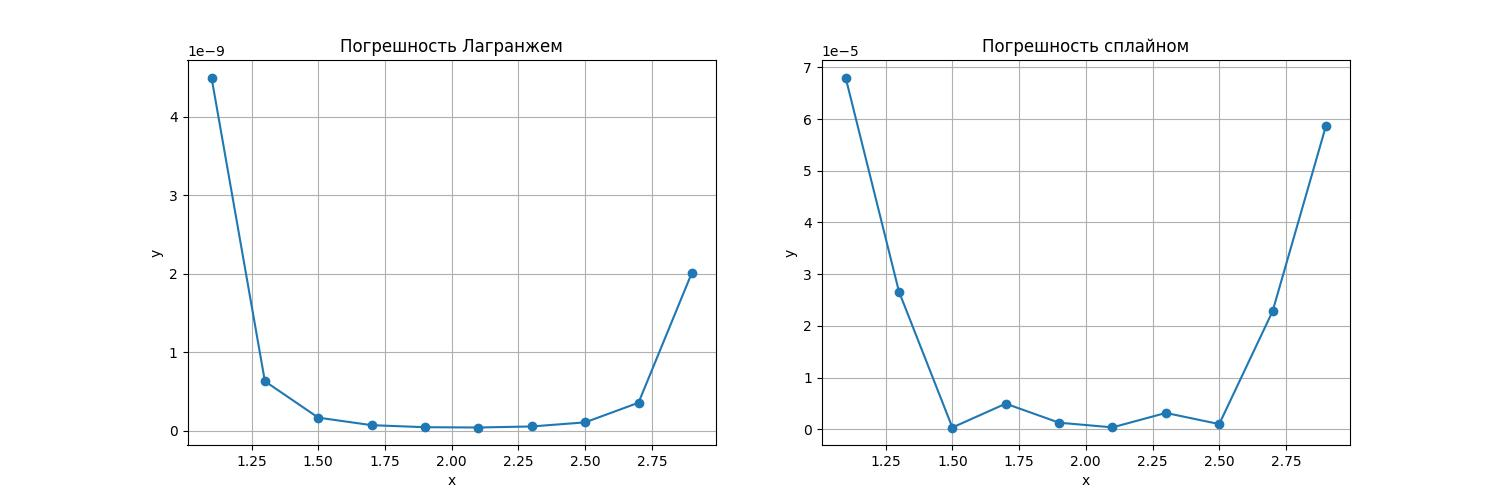 Погрешность Лагранжем
1e−9
4
3
2
1
0
y
1.25 1.50 1.75 2.00 2.25 2.50 2.75
x
Погрешность сплайном
1e−5
7
6
5
4
3
2
1
0
y
1.25 1.50 1.75 2.00 2.25 2.50 2.75
x